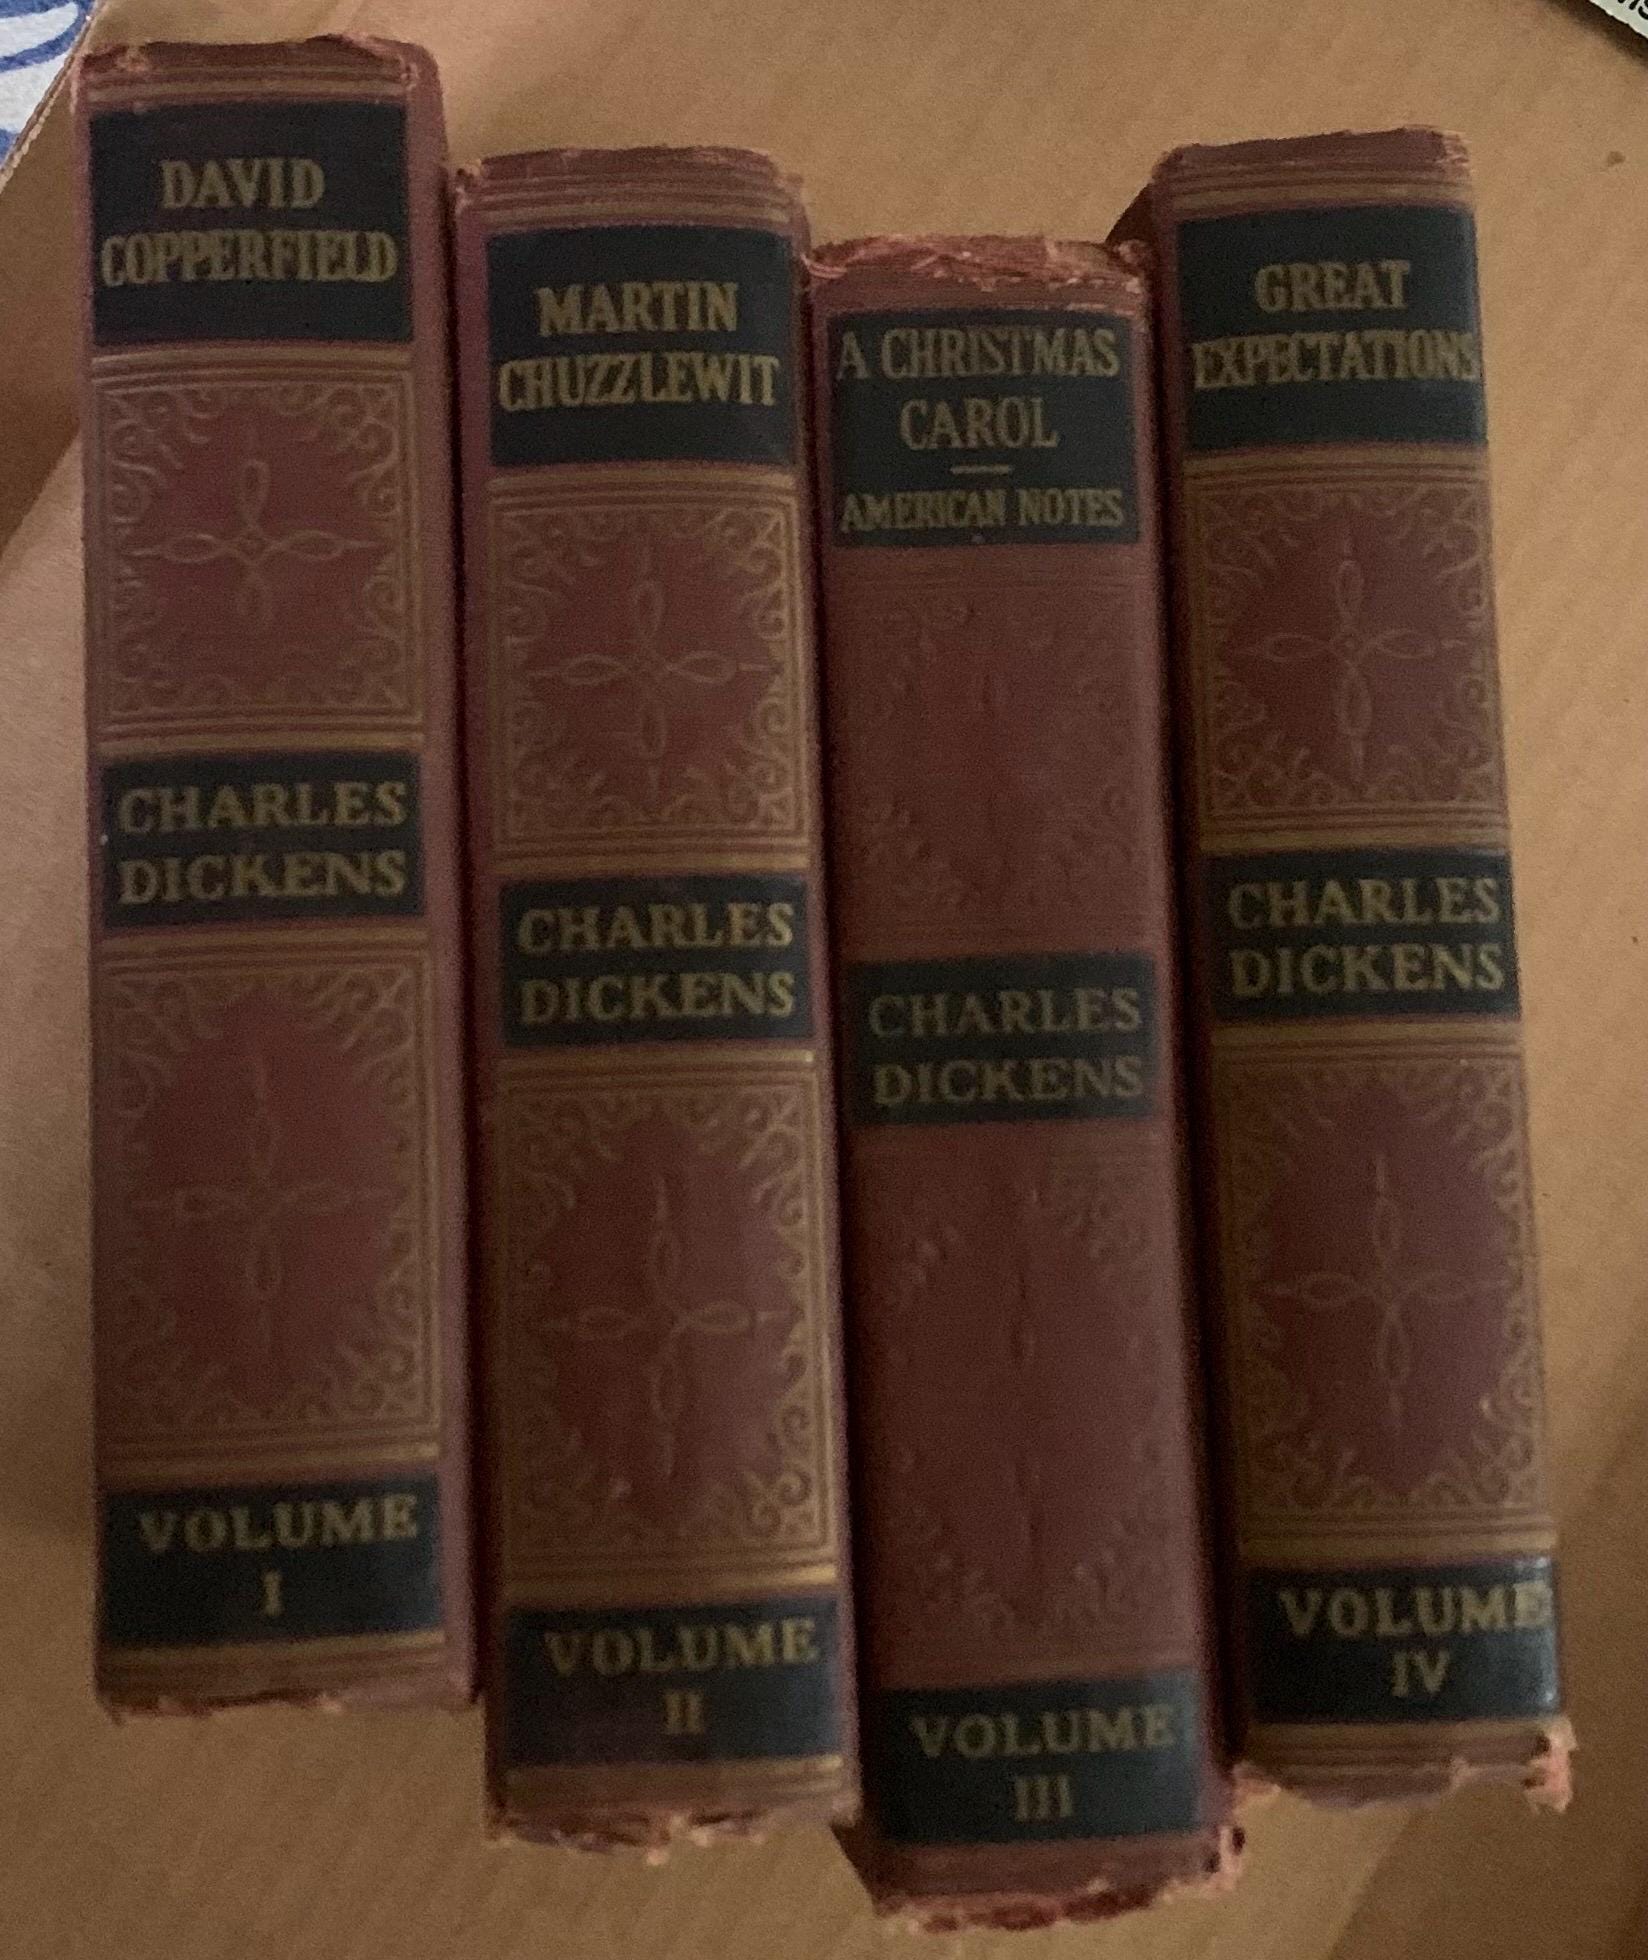 DAVID
COPPERFIELD
CHARLES
DICKENS
VOLUME
I
MARTIN
CHUZZLEWIT
CHARLES
DICKENS
VOLUME
II
A CHRISTMAS
CAROL
AMERICAN NOTES
CHARLES
DICKENS
VOLUME
III
GREAT
EXPECTATIONS
CHARLES
DICKENS
VOLUME
IV